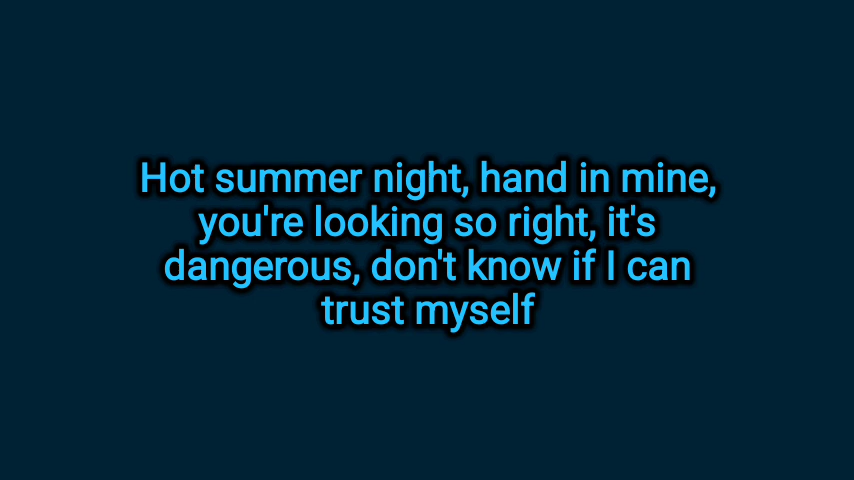 Hot summer night, hand in mine,
you're looking so right, it's
dangerous, don't know if I can
trust myself